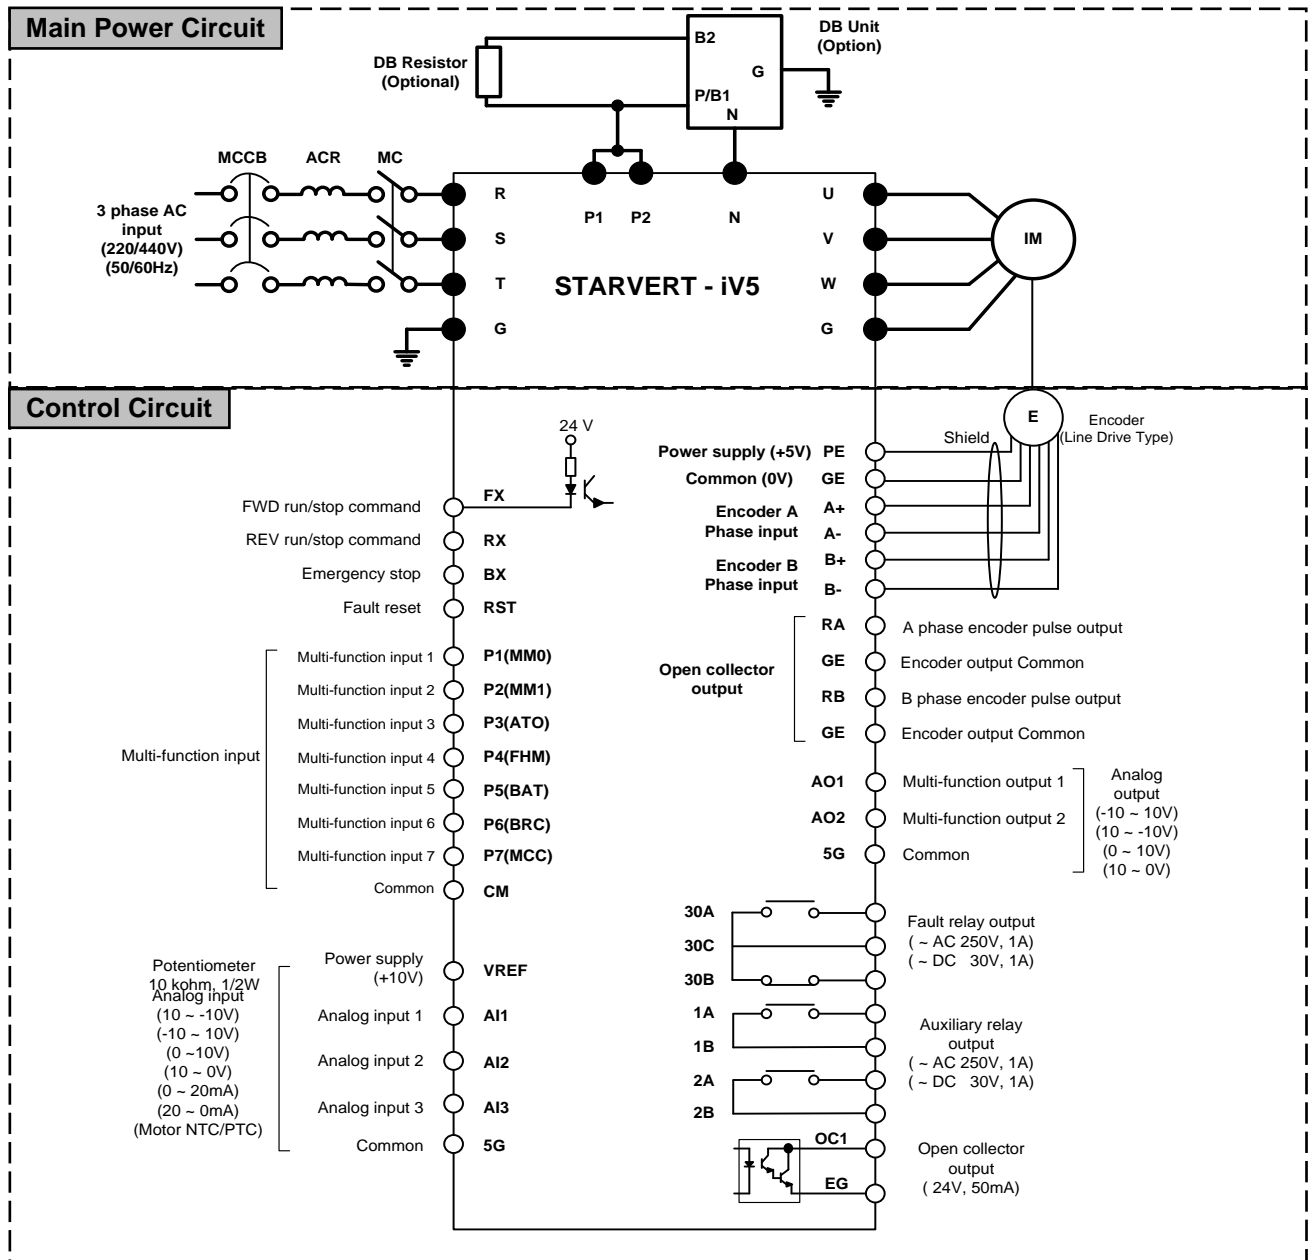 Main Power Circuit
DB Resistor
(Optional)
B2
G
P/B1
N
DB Unit
(Option)
MCCB
ACR
MC
3 phase AC
input
(220/440V)
(50/60Hz)
R
S
T
G
P1
P2
N
STARVERT - iV5
U
V
W
G
IM
Control Circuit
24 V
E
Encoder
(Line Drive Type)
Shield
FWD run/stop command
FX
REV run/stop command
RX
Emergency stop
BX
Fault reset
RST
Multi-function input
Multi-function input 1
P1(MM0)
Multi-function input 2
P2(MM1)
Multi-function input 3
P3(ATO)
Multi-function input 4
P4(FHM)
Multi-function input 5
P5(BAT)
Multi-function input 6
P6(BRC)
Multi-function input 7
P7(MCC)
Common
CM
Potentiometer
10 kohm, 1/2W
Analog input
(10 ~ -10V)
(-10 ~ 10V)
(0 ~10V)
(10 ~ 0V)
(0 ~ 20mA)
(20 ~ 0mA)
(Motor NTC/PTC)
Power supply
(+10V)
VREF
Analog input 1
AI1
Analog input 2
AI2
Analog input 3
AI3
Common
5G
Power supply (+5V)
PE
Common (0V)
GE
Encoder A
Phase input
A+
A-
Encoder B
Phase input
B+
B-
Open collector
output
RA
A phase encoder pulse output
GE
Encoder output Common
RB
B phase encoder pulse output
GE
Encoder output Common
AO1
Multi-function output 1
AO2
Multi-function output 2
5G
Common
Analog
output
(-10 ~ 10V)
(10 ~ -10V)
(0 ~ 10V)
(10 ~ 0V)
30A
30C
30B
Fault relay output
( ~ AC 250V, 1A)
( ~ DC 30V, 1A)
1A
1B
2A
2B
Auxiliary relay
output
( ~ AC 250V, 1A)
( ~ DC 30V, 1A)
OC1
EG
Open collector
output
( 24V, 50mA)